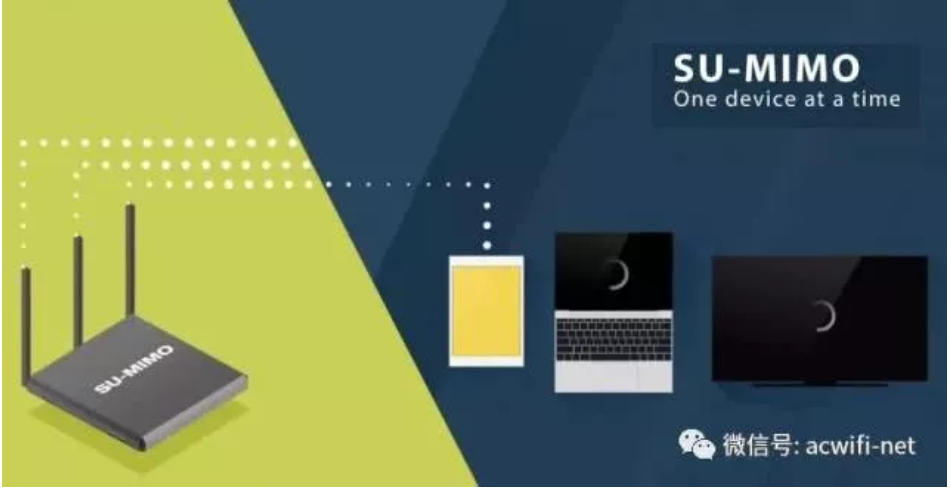 SU-MIMO
One device at a time
SU-MIMO
微信号: acwifi-net